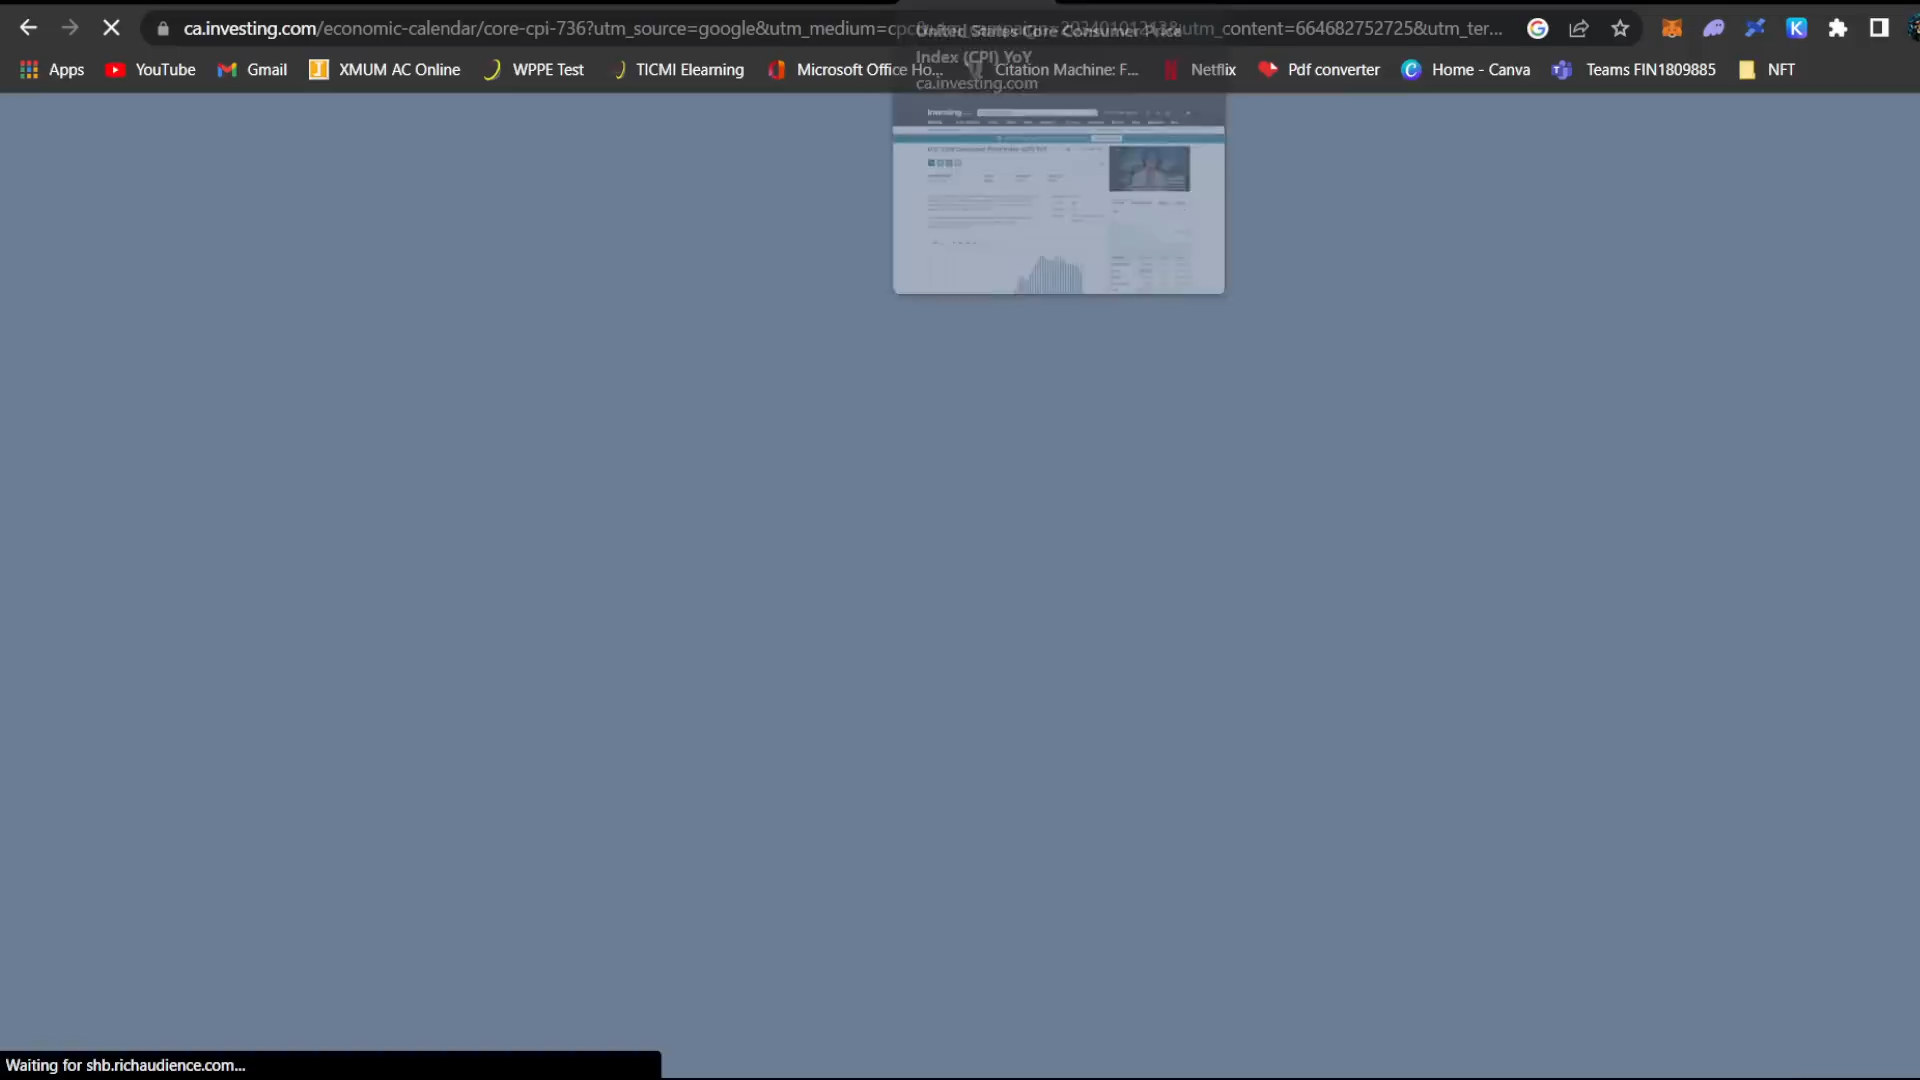 ca.investing.com/economic-calendar/core-cpi-736?utm_source=google&utm_medium=cpc utm_content=664682752725&utm_ter...
United States Core Consumer Price
Index (CPI) YoY
ca.investing.com
Apps YouTube Gmail XMUM AC Online WPPE Test TICMI Elearning Microsoft Office Ho... Citation Machine: F... Netflix Pdf converter Home - Canva Teams FIN1809885 NFT
Investing
Waiting for shb.richaudience.com...